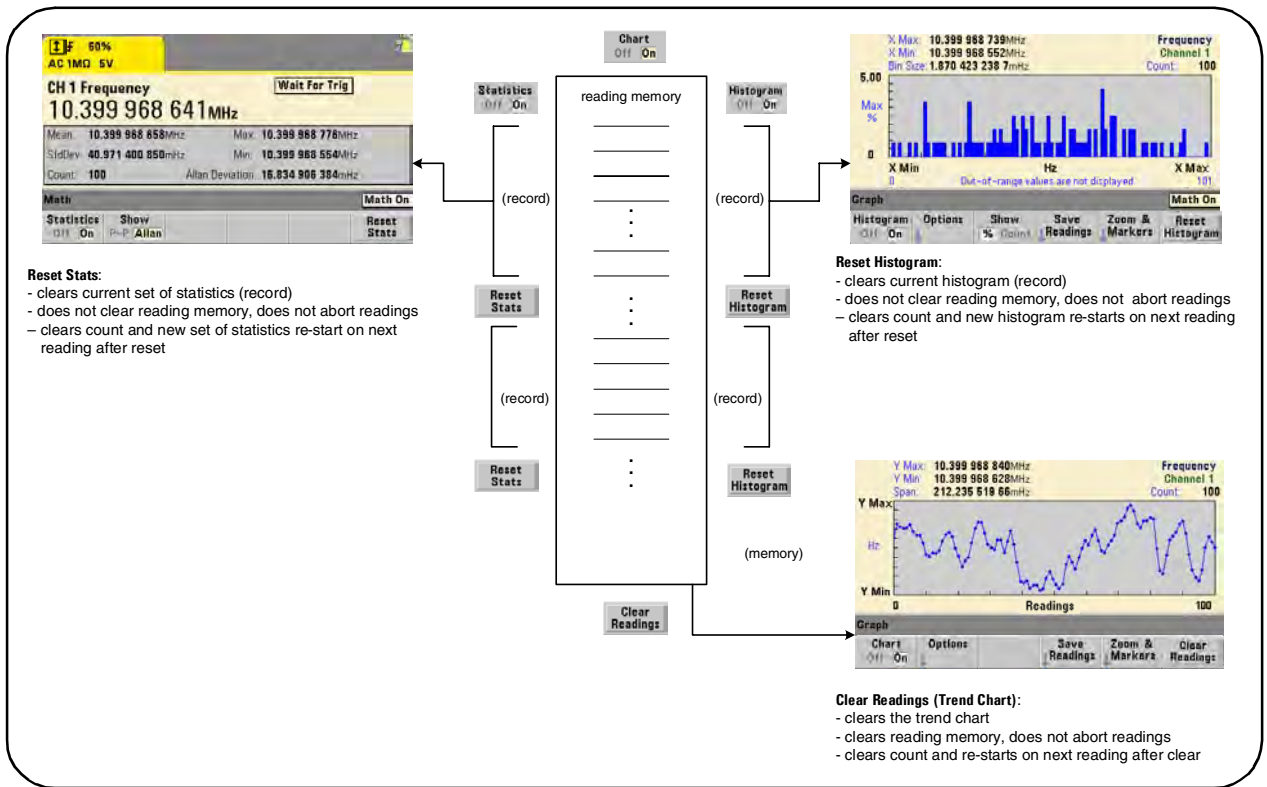 60%
AC 1MΩ 5V
CH 1 Frequency
Wait For Trig
10.399 968 641MHz
Mean: 10.399 968 658MHz Max: 10.399 968 776MHz
StdDev: 40.971 400 850mHz Min: 10.399 968 554MHz
Count: 100 Allan Deviation: 16.834 906 384mHz
Math
Math On
Statistics Show Reset
Off On P-P Allan Stats
Reset Stats:
- clears current set of statistics (record)
- does not clear reading memory, does not abort readings
– clears count and new set of statistics re-start on next
reading after reset
Chart
Off On
Statistics
Off On
reading memory
Histogram
Off On
(record)
(record)
Reset
Stats
Reset
Histogram
(record)
(record)
Reset
Stats
Reset
Histogram
(memory)
Clear
Readings
X Max: 10.399 968 739MHz Frequency
X Min: 10.399 968 552MHz Channel 1
Bin Size: 1.870 423 238 7mHz Count: 100
5.00
Max
%
0
X Min Hz X Max
0 Out-of-range values are not displayed 101
Graph
Math On
Histogram Options Show Save Zoom & Reset
Off On % Count Readings Markers Histogram
Reset Histogram:
- clears current histogram (record)
- does not clear reading memory, does not abort readings
– clears count and new histogram re-starts on next reading
after reset
Y Max: 10.399 968 840MHz Frequency
Y Min: 10.399 968 628MHz Channel 1
Span: 212.235 519 66mHz Count: 100
Y Max
Hz
Y Min
0 Readings 100
Graph
Chart Options Save Zoom & Clear
Off On Readings Markers Readings
Clear Readings (Trend Chart):
- clears the trend chart
- clears reading memory, does not abort readings
- clears count and re-starts on next reading after clear